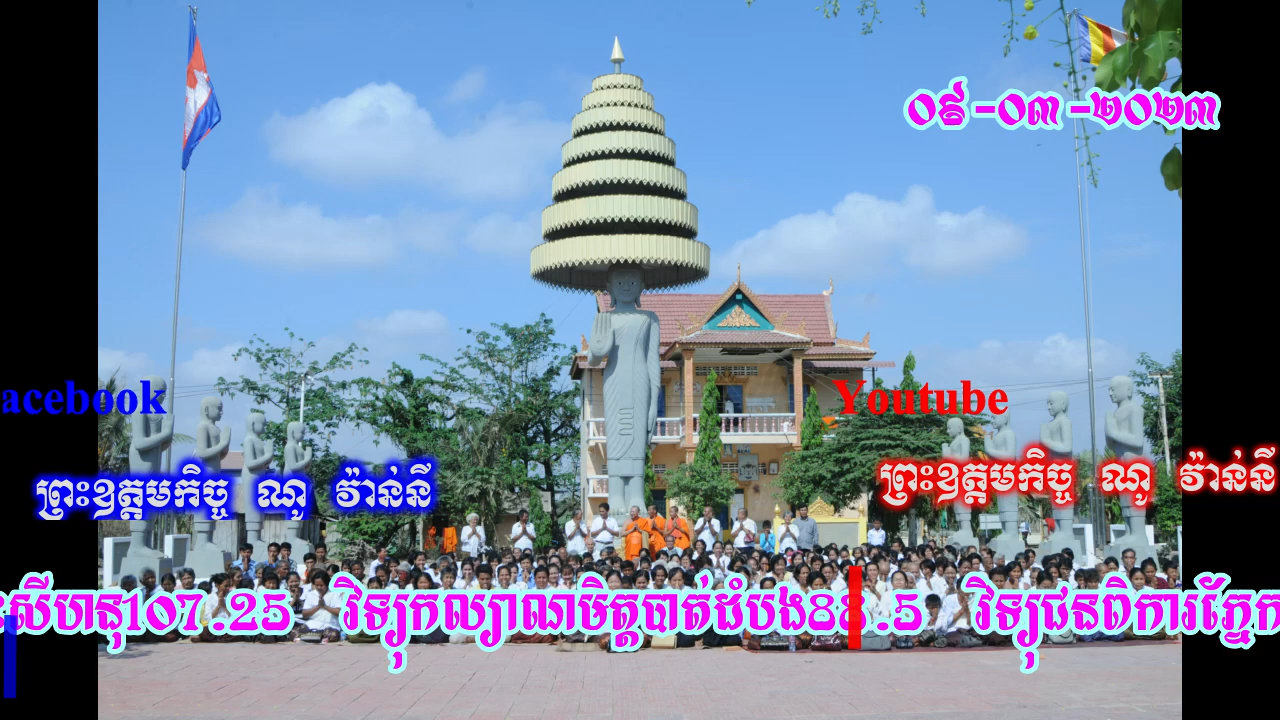 ០៩-០៣-២០២៣
acebook
Youtube
ព្រះឧត្តមកិច្ច ណូ វ៉ាន់នី
ព្រះឧត្តមកិច្ច ណូ វ៉ាន់នី
សីហនុ107.25 វិទ្យុកល្យាណមិត្តបាត់ដំបង88.5 វិទ្យុជនពិការភ្នែក